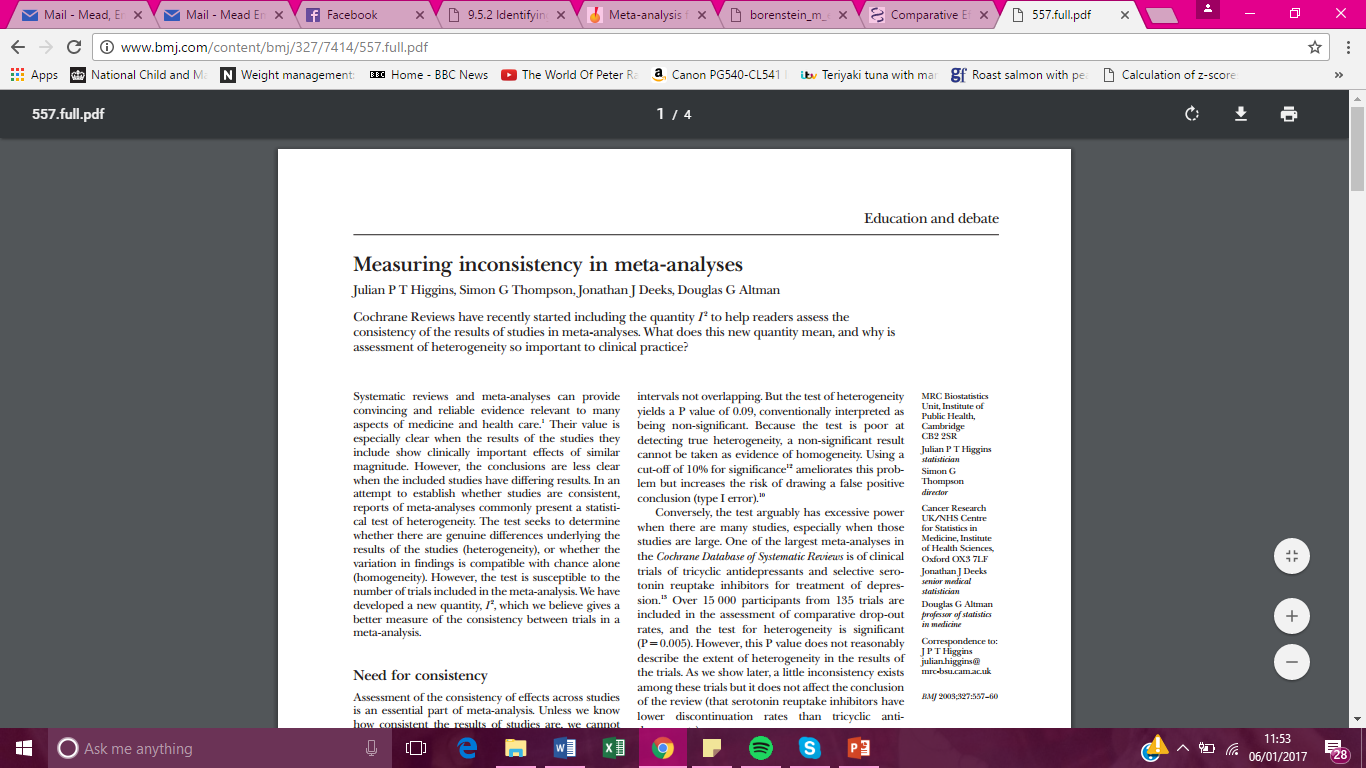 Mail - Mead, E
Mail - Mead En
Facebook
9.5.2 Identifyin
Meta-analysis
borenstein_m_
Comparative E
557.full.pdf
www.bmj.com/content/bmj/327/7414/557.full.pdf
Apps
National Child and M
Weight management:
Home - BBC News
The World Of Peter Ra
Canon PG540-CL541
Teriyaki tuna with mar
Roast salmon with pe
Calculation of z-score
557.full.pdf
1 / 4
Education and debate
Measuring inconsistency in meta-analyses
Julian P T Higgins, Simon G Thompson, Jonathan J Deeks, Douglas G Altman
Cochrane Reviews have recently started including the quantity I² to help readers assess the
consistency of the results of studies in meta-analyses. What does this new quantity mean, and why is
assessment of heterogeneity so important to clinical practice?
Systematic reviews and meta-analyses can provide
convincing and reliable evidence relevant to many
aspects of medicine and health care.¹ Their value is
especially clear when the results of the studies they
include show clinically important effects of similar
magnitude. However, the conclusions are less clear
when the included studies have differing results. In an
attempt to establish whether studies are consistent,
reports of meta-analyses commonly present a statisti-
cal test of heterogeneity. The test seeks to determine
whether there are genuine differences underlying the
results of the studies (heterogeneity), or whether the
variation in findings is compatible with chance alone
(homogeneity). However, the test is susceptible to the
number of trials included in the meta-analysis. We have
developed a new quantity, I², which we believe gives a
better measure of the consistency between trials in a
meta-analysis.
Need for consistency
Assessment of the consistency of effects across studies
is an essential part of meta-analysis. Unless we know
how consistent the results of studies are, we cannot
intervals not overlapping. But the test of heterogeneity
yields a P value of 0.09, conventionally interpreted as
being non-significant. Because the test is poor at
detecting true heterogeneity, a non-significant result
cannot be taken as evidence of homogeneity. Using a
cut-off of 10% for significance¹² ameliorates this prob-
lem but increases the risk of drawing a false positive
conclusion (type I error).¹⁰
Conversely, the test arguably has excessive power
when there are many studies, especially when those
studies are large. One of the largest meta-analyses in
the Cochrane Database of Systematic Reviews is of clinical
trials of tricyclic antidepressants and selective sero-
tonin reuptake inhibitors for treatment of depres-
sion.¹³ Over 15 000 participants from 135 trials are
included in the assessment of comparative drop-out
rates, and the test for heterogeneity is significant
(P = 0.005). However, this P value does not reasonably
describe the extent of heterogeneity in the results of
the trials. As we show later, a little inconsistency exists
among these trials but it does not affect the conclusion
of the review (that serotonin reuptake inhibitors have
lower discontinuation rates than tricyclic anti-
MRC Biostatistics
Unit, Institute of
Public Health,
Cambridge
CB2 2SR
Julian P T Higgins
statistician
Simon G
Thompson
director
Cancer Research
UK/NHS Centre
for Statistics in
Medicine, Institute
of Health Sciences,
Oxford OX3 7LF
Jonathan J Deeks
senior medical
statistician
Douglas G Altman
professor of statistics
in medicine
Correspondence to:
J P T Higgins
julian.higgins@
mrc-bsu.cam.ac.uk
BMJ 2003;327:557–60
Ask me anything
11:53
06/01/2017
28